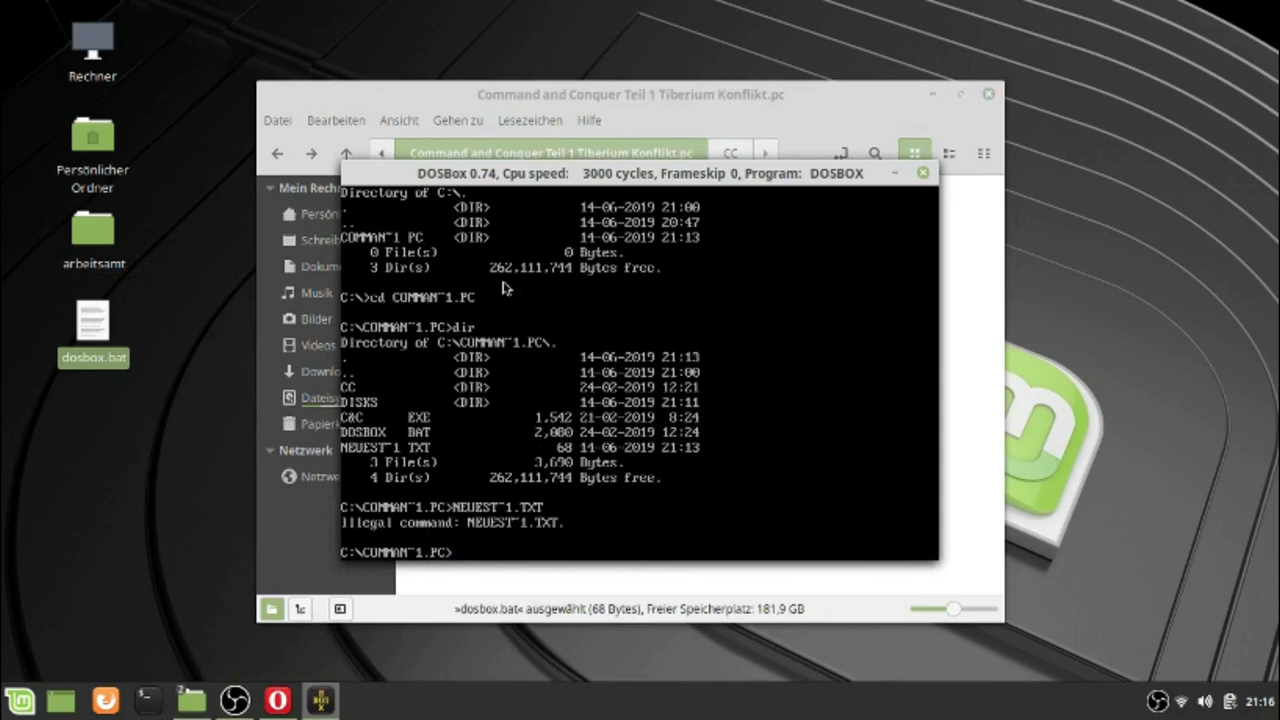 Rechner
Persönlicher
Ordner
arbeitsamt
dosbox.bat
Command and Conquer Teil 1 Tiberium Konflikt.pc
Datei Bearbeiten Ansicht Gehen zu Lesezeichen Hilfe
Command and Conquer Teil 1 Tiberium Konflikt.pc CC
Mein Rech
Persön
Schreib
Dokum
Musik
Bilder
Videos
Downlo
Dateis
Papier
Netzwerk
Netzw
DOSBox 0.74, Cpu speed: 3000 cycles, Frameskip 0, Program: DOSBOX
Directory of C:\.
. <DIR> 14-06-2019 21:00
.. <DIR> 14-06-2019 20:47
COMMAN~1 PC <DIR> 14-06-2019 21:13
0 File(s) 0 Bytes.
3 Dir(s) 262,111,744 Bytes free.
C:\>cd COMMAN~1.PC
C:\COMMAN~1.PC>dir
Directory of C:\COMMAN~1.PC\.
. <DIR> 14-06-2019 21:13
.. <DIR> 14-06-2019 21:00
CC <DIR> 24-02-2019 12:21
DISKS <DIR> 14-06-2019 21:11
C&C EXE 1,542 21-02-2019 8:24
DOSBOX BAT 2,080 24-02-2019 12:24
NEUEST~1 TXT 68 14-06-2019 21:13
3 File(s) 3,690 Bytes.
4 Dir(s) 262,111,744 Bytes free.
C:\COMMAN~1.PC>NEUEST~1.TXT
Illegal command: NEUEST~1.TXT.
C:\COMMAN~1.PC>
»dosbox.bat« ausgewählt (68 Bytes), Freier Speicherplatz: 181,9 GB
2
21:16